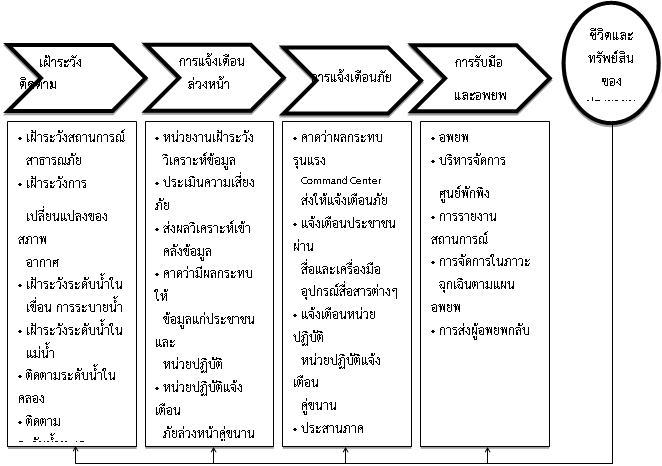 เฝ้าระวัง
ติดตาม
การแจ้งเตือน
ล่วงหน้า
การแจ้งเตือนภัย
การรับมือ
และอพยพ
ชีวิตและ
ทรัพย์สิน
ของ
• เฝ้าระวังสถานการณ์
สาธารณภัย
• เฝ้าระวังการ
เปลี่ยนแปลงของ
สภาพ
อากาศ
• เฝ้าระวังระดับน้ำใน
เขื่อน การระบายน้ำ
• เฝ้าระวังระดับน้ำใน
แม่น้ำ
• ติดตามระดับน้ำใน
คลอง
• ติดตาม
• หน่วยงานเฝ้าระวัง
วิเคราะห์ข้อมูล
• ประเมินความเสี่ยง
ภัย
• ส่งผลวิเคราะห์เข้า
คลังข้อมูล
• คาดว่ามีผลกระทบ
ให้
ข้อมูลแก่ประชาชน
และ
หน่วยปฏิบัติ
• หน่วยปฏิบัติแจ้ง
เตือน
ภัยล่วงหน้าคู่ขนาน
• คาดว่าผลกระทบ
รุนแรง
Command Center
ส่งให้แจ้งเตือนภัย
• แจ้งเตือนประชาชน
ผ่าน
สื่อและเครื่องมือ
อุปกรณ์สื่อสารต่างๆ
• แจ้งเตือนหน่วย
ปฏิบัติ
หน่วยปฏิบัติแจ้ง
เตือน
คู่ขนาน
• ประสานภาค
• อพยพ
• บริหารจัดการ
ศูนย์พักพิง
• การรายงาน
สถานการณ์
• การจัดการในภาวะ
ฉุกเฉินตามแผน
อพยพ
• การส่งผู้อพยพกลับ